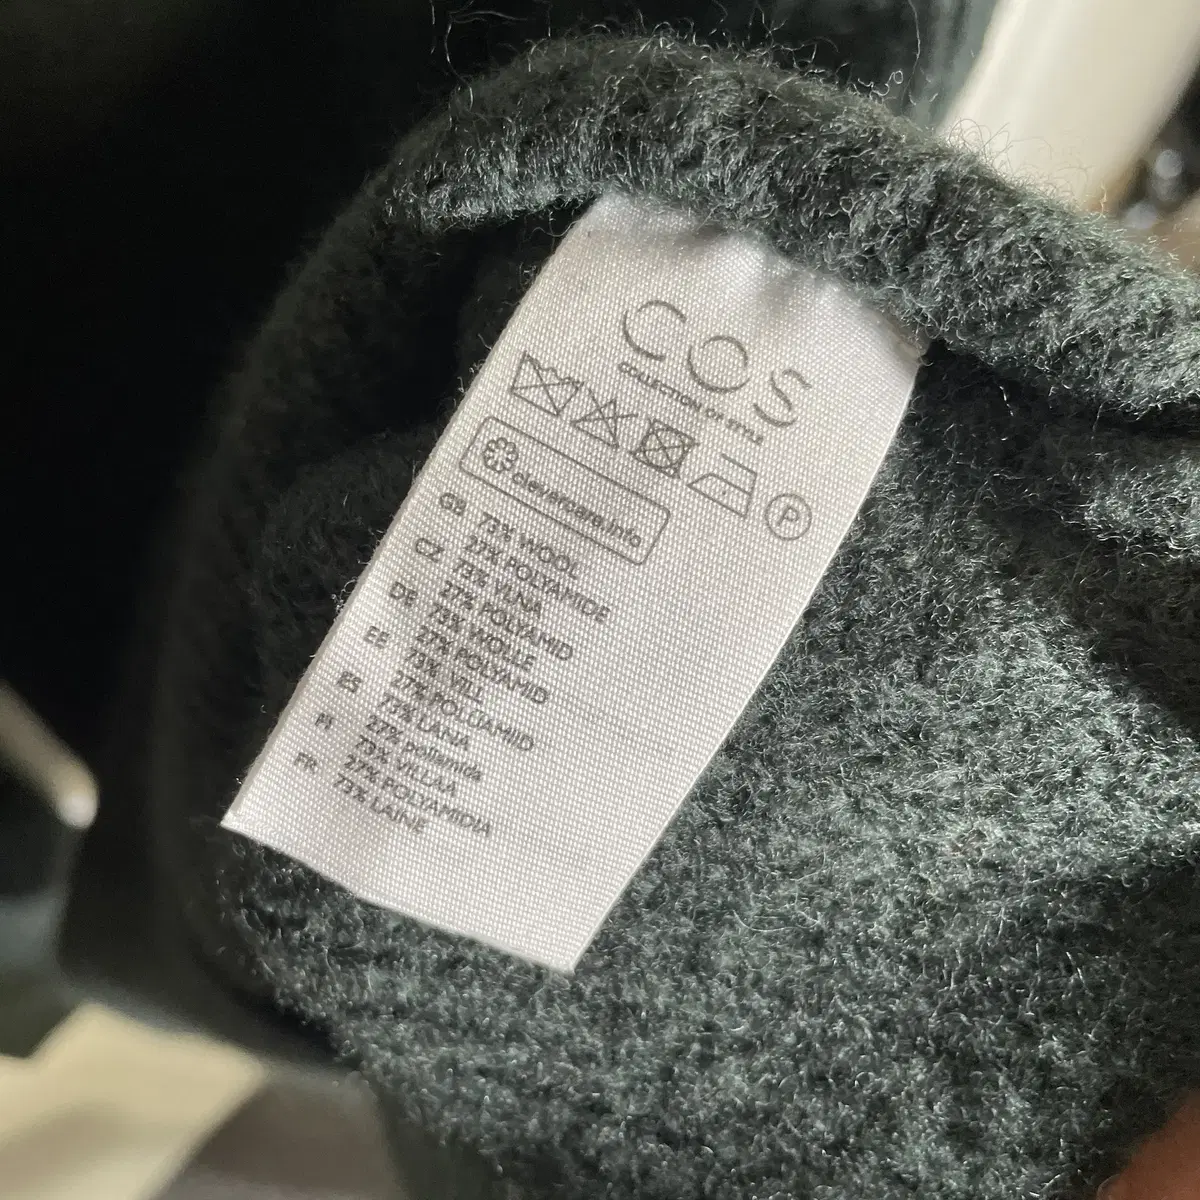 COS
COLLECTION OF STYLE
P
clevercare.info
GB 73% WOOL
27% POLYAMIDE
CZ 73% VLNA
27% POLYAMID
DE 73% WOLLE
27% POLYAMID
EE 73% VILL
27% POLÜAMIID
ES 73% LANA
27% poliamida
FI 73% VILLAA
27% POLYAMIDIA
FR 73% LAINE